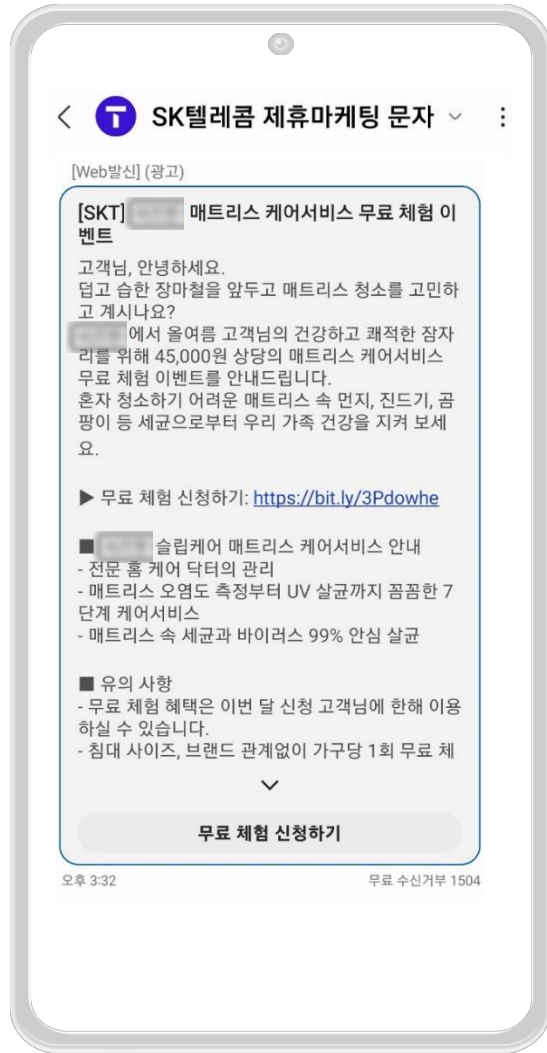 SK텔레콤 제휴마케팅 문자
[Web발신] (광고)
[SKT] 매트리스 케어서비스 무료 체험 이
벤트
고객님, 안녕하세요.
덥고 습한 장마철을 앞두고 매트리스 청소를 고민하
고 계시나요?
에서 올여름 고객님의 건강하고 쾌적한 잠자
리를 위해 45,000원 상당의 매트리스 케어서비스
무료 체험 이벤트를 안내드립니다.
혼자 청소하기 어려운 매트리스 속 먼지, 진드기, 곰
팡이 등 세균으로부터 우리 가족 건강을 지켜 보세
요.
▶ 무료 체험 신청하기: https://bit.ly/3Pdowhe
■ 슬립케어 매트리스 케어서비스 안내
- 전문 홈 케어 닥터의 관리
- 매트리스 오염도 측정부터 UV 살균까지 꼼꼼한 7
단계 케어서비스
- 매트리스 속 세균과 바이러스 99% 안심 살균
■ 유의 사항
- 무료 체험 혜택은 이번 달 신청 고객님에 한해 이용
하실 수 있습니다.
- 침대 사이즈, 브랜드 관계없이 가구당 1회 무료 체
무료 체험 신청하기
오후 3:32 무료 수신거부 1504